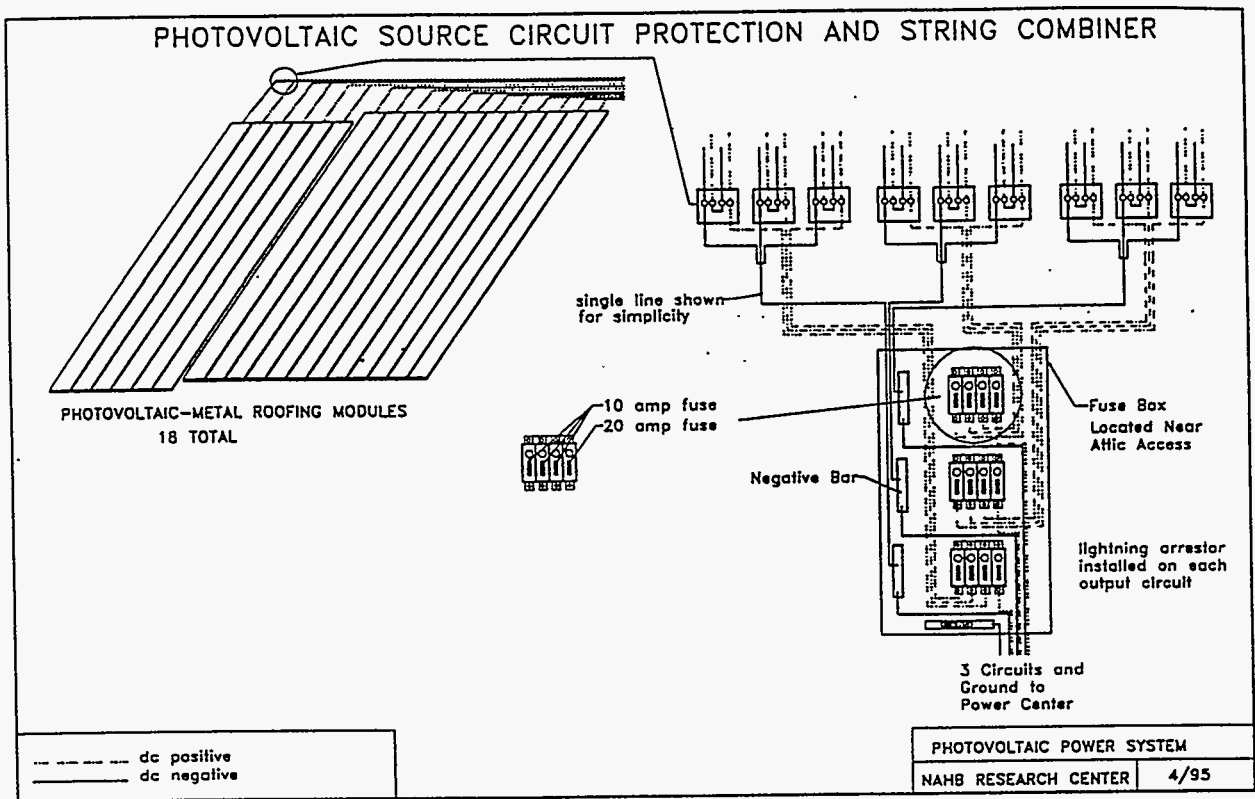 PHOTOVOLTAIC SOURCE CIRCUIT PROTECTION AND STRING COMBINER
single line shown
for simplicity
PHOTOVOLTAIC-METAL ROOFING MODULES
18 TOTAL
10 amp fuse
20 amp fuse
Fuse Box
Located Near
Attic Access
Negative Bar
lightning arrestor
installed on each
output circuit
3 Circuits and
Ground to
Power Center
dc positive
dc negative
PHOTOVOLTAIC POWER SYSTEM
NAHB RESEARCH CENTER
4/95